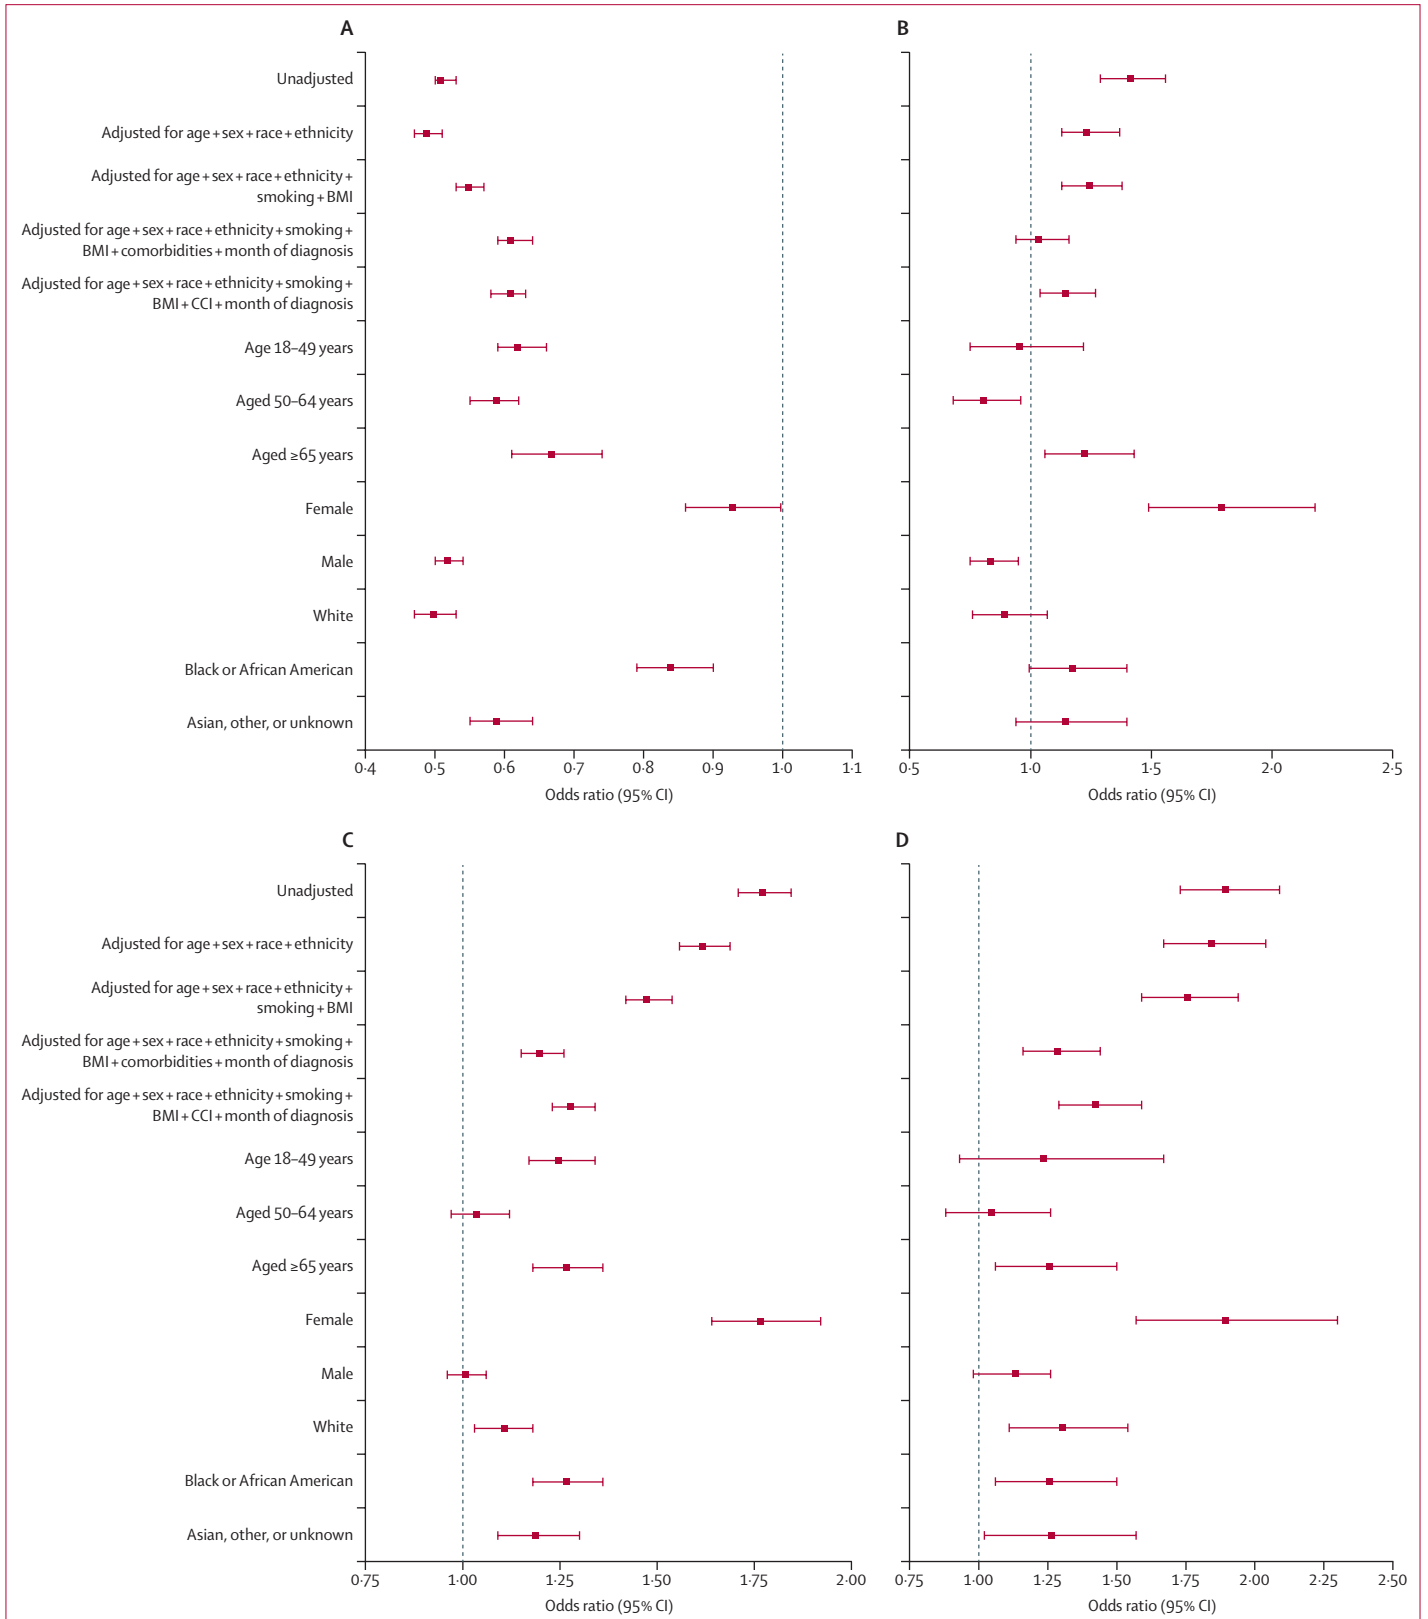 A
Unadjusted
Adjusted for age+sex+race+ethnicity
Adjusted for age+sex+race+ethnicity+
smoking+BMI
Adjusted for age+sex+race+ethnicity+smoking+
BMI+comorbidities+month of diagnosis
Adjusted for age+sex+race+ethnicity+smoking+
BMI+CCI+month of diagnosis
Age 18–49 years
Aged 50–64 years
Aged ≥65 years
Female
Male
White
Black or African American
Asian, other, or unknown
0·4 0·5 0·6 0·7 0·8 0·9 1·0 1·1
Odds ratio (95% CI)
B
0·5 1·0 1·5 2·0 2·5
Odds ratio (95% CI)
C
Unadjusted
Adjusted for age+sex+race+ethnicity
Adjusted for age+sex+race+ethnicity+
smoking+BMI
Adjusted for age+sex+race+ethnicity+smoking+
BMI+comorbidities+month of diagnosis
Adjusted for age+sex+race+ethnicity+smoking+
BMI+CCI+month of diagnosis
Age 18–49 years
Aged 50–64 years
Aged ≥65 years
Female
Male
White
Black or African American
Asian, other, or unknown
0·75 1·00 1·25 1·50 1·75 2·00
Odds ratio (95% CI)
D
0·75 1·00 1·25 1·50 1·75 2·00 2·25 2·50
Odds ratio (95% CI)